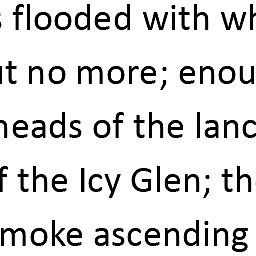 s flooded with wh
ut no more; enou
heads of the lanc
f the Icy Glen; th
moke ascending